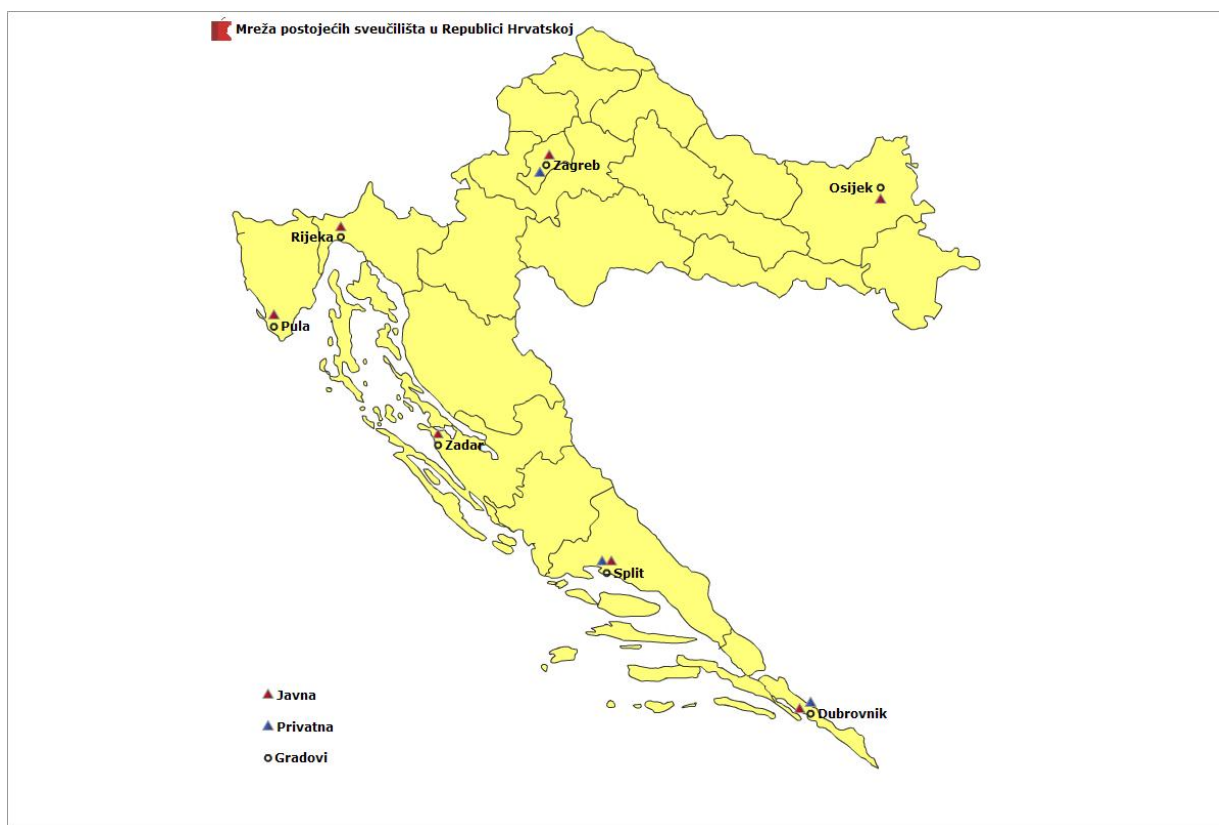 Mreža postojećih sveučilišta u Republici Hrvatskoj
Zagreb
Osijek
Rijeka
Pula
Zadar
Split
Dubrovnik
Javna
Privatna
Gradovi